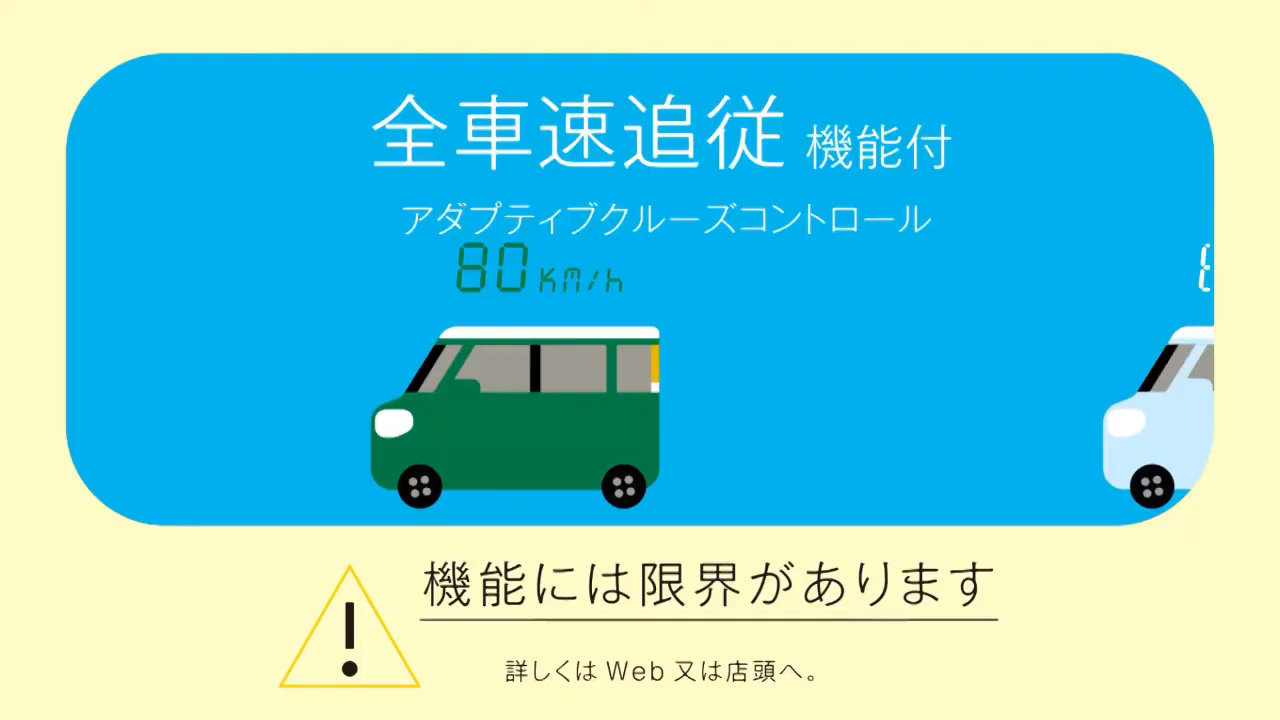 全車速追従 機能付
アダプティブクルーズコントロール
80 KM/h
機能には限界があります
詳しくは Web 又は店頭へ。